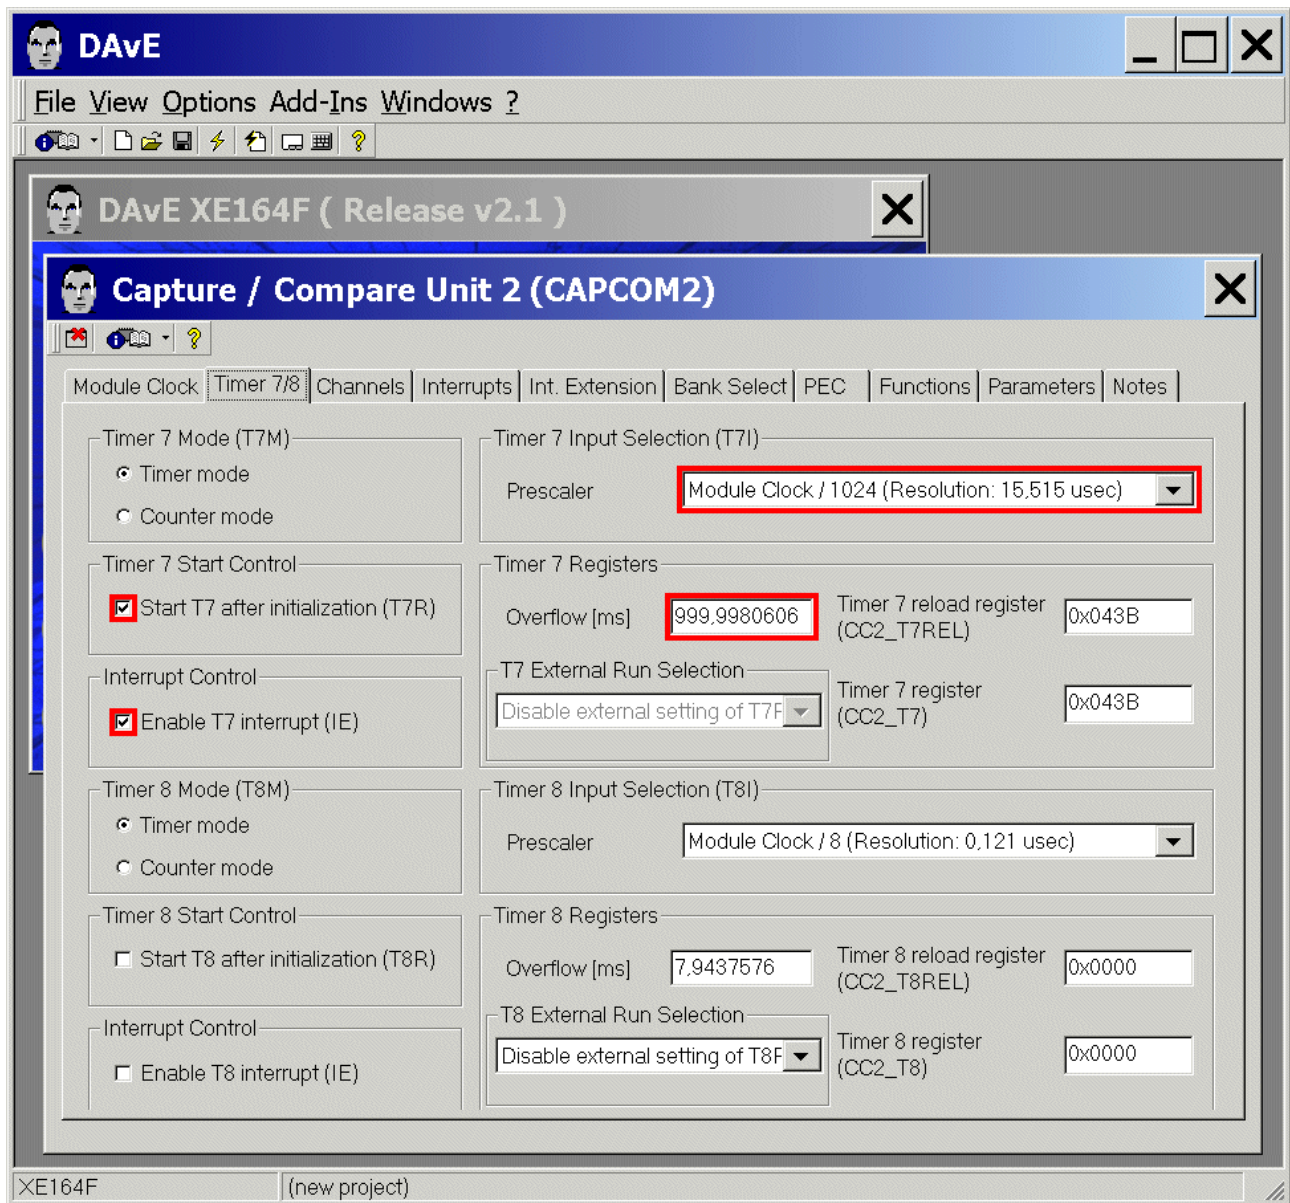 DAvE
File View Options Add-Ins Windows ?
DAvE XE164F ( Release v2.1 )
Capture / Compare Unit 2 (CAPCOM2)
Module Clock Timer 7/8 Channels Interrupts Int. Extension Bank Select PEC Functions Parameters Notes
Timer 7 Mode (T7M)
Timer mode
Counter mode
Timer 7 Input Selection (T7I)
Prescaler
Module Clock / 1024 (Resolution: 15,515 usec)
Timer 7 Start Control
Start T7 after initialization (T7R)
Timer 7 Registers
Overflow [ms]
999,9980606
Timer 7 reload register
(CC2_T7REL)
0x043B
Interrupt Control
Enable T7 interrupt (IE)
T7 External Run Selection
Disable external setting of T7F
Timer 7 register
(CC2_T7)
0x043B
Timer 8 Mode (T8M)
Timer mode
Counter mode
Timer 8 Input Selection (T8I)
Prescaler
Module Clock / 8 (Resolution: 0,121 usec)
Timer 8 Start Control
Start T8 after initialization (T8R)
Timer 8 Registers
Overflow [ms]
7,9437576
Timer 8 reload register
(CC2_T8REL)
0x0000
Interrupt Control
Enable T8 interrupt (IE)
T8 External Run Selection
Disable external setting of T8F
Timer 8 register
(CC2_T8)
0x0000
XE164F
(new project)